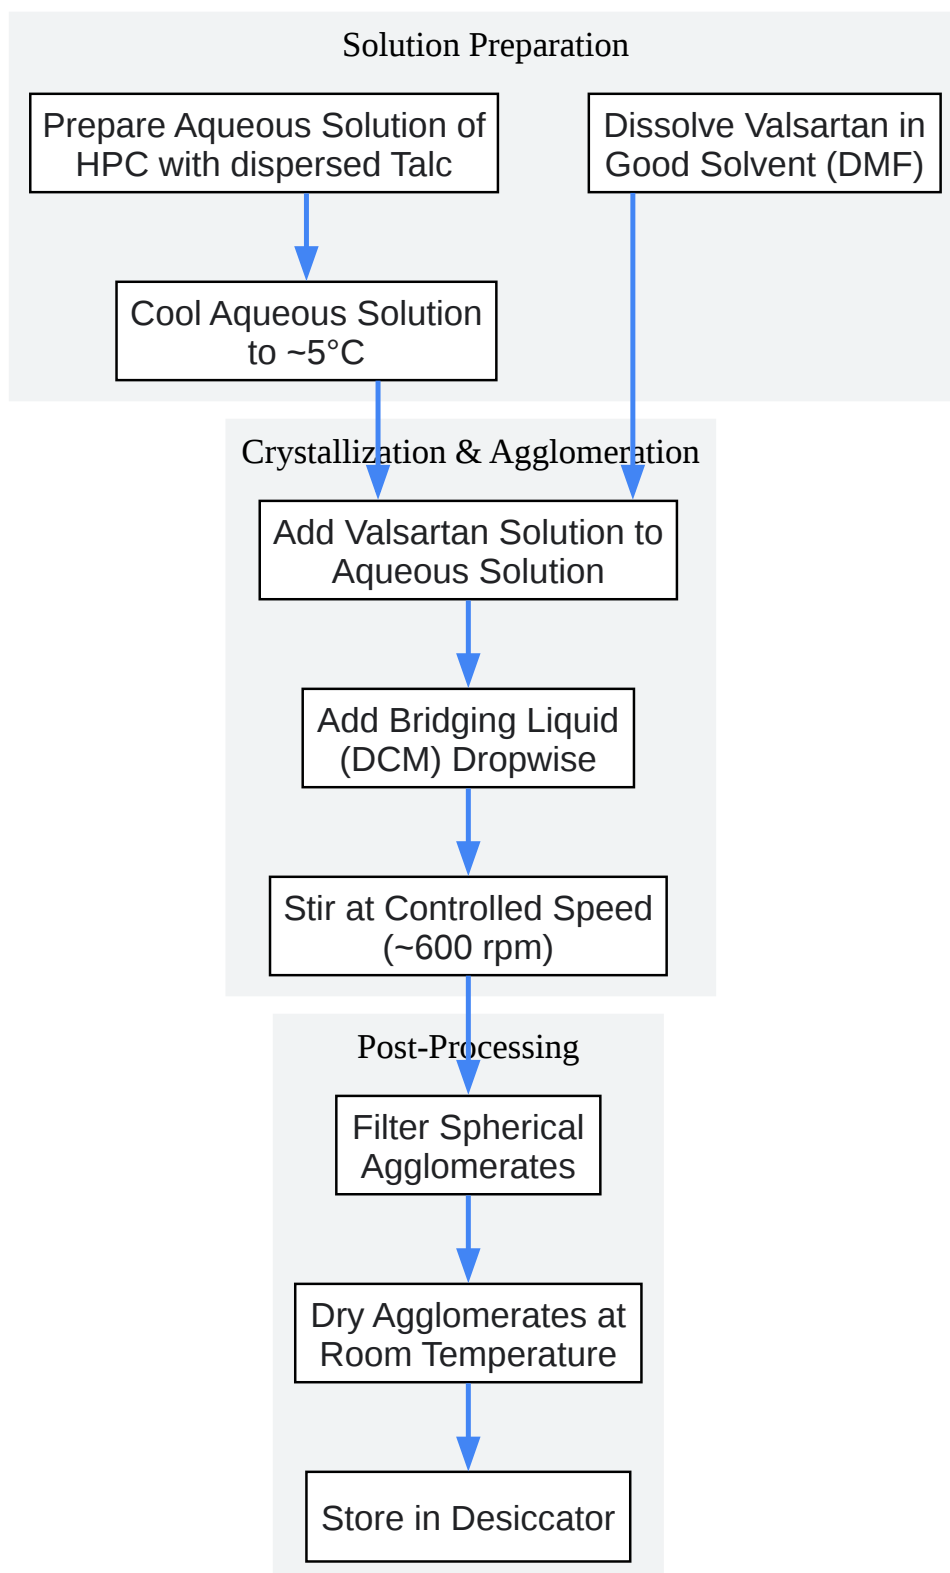 Solution Preparation
Prepare Aqueous Solution of
HPC with dispersed Talc
Dissolve Valsartan in
Good Solvent (DMF)
Cool Aqueous Solution
to ~5°C
Crystallization & Agglomeration
Add Valsartan Solution to
Aqueous Solution
Add Bridging Liquid
(DCM) Dropwise
Stir at Controlled Speed
(~600 rpm)
Post-Processing
Filter Spherical
Agglomerates
Dry Agglomerates at
Room Temperature
Store in Desiccator